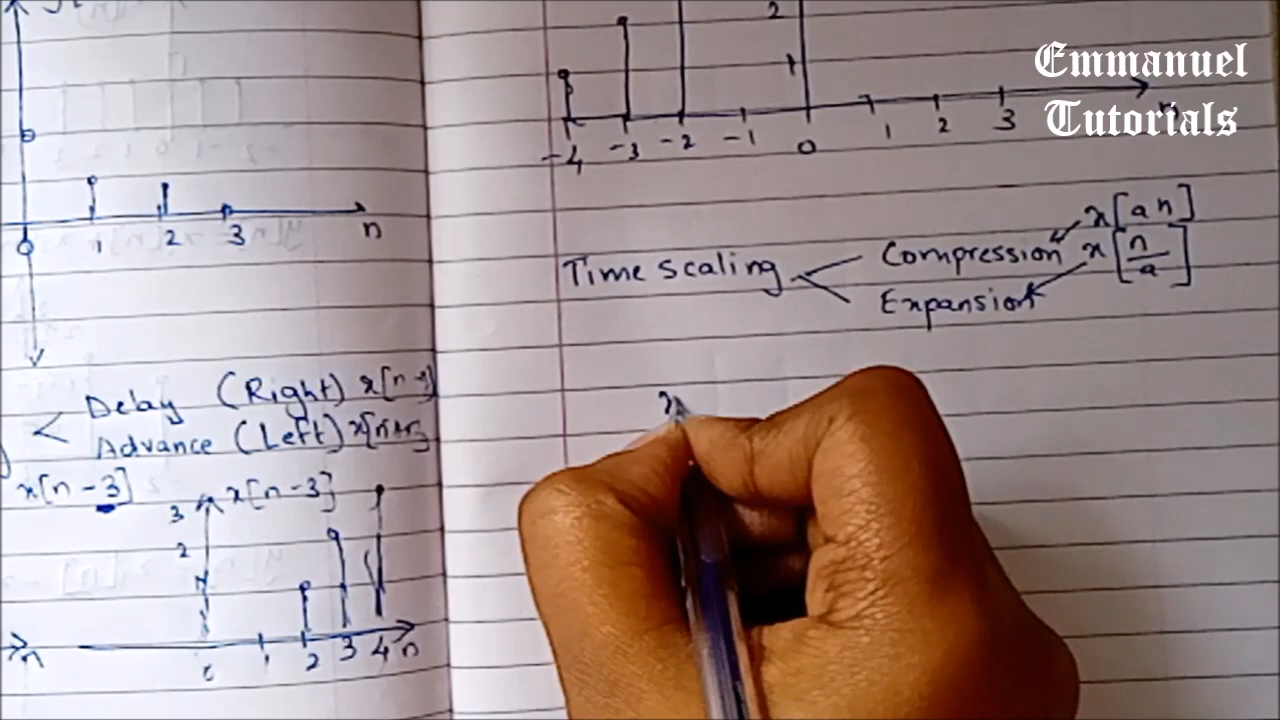 0
1 2 3 n
Delay (Right) x[n-
Advance (Left) x[n+
x[n-3]
x[n-3]
3
2
n
1 2 3 4 n
2
1
-4 -3 -2 -1 0 1 2 3
Emmanuel
Tutorials
Time scaling
Compression x[an]
Expansion x[n/a]
x